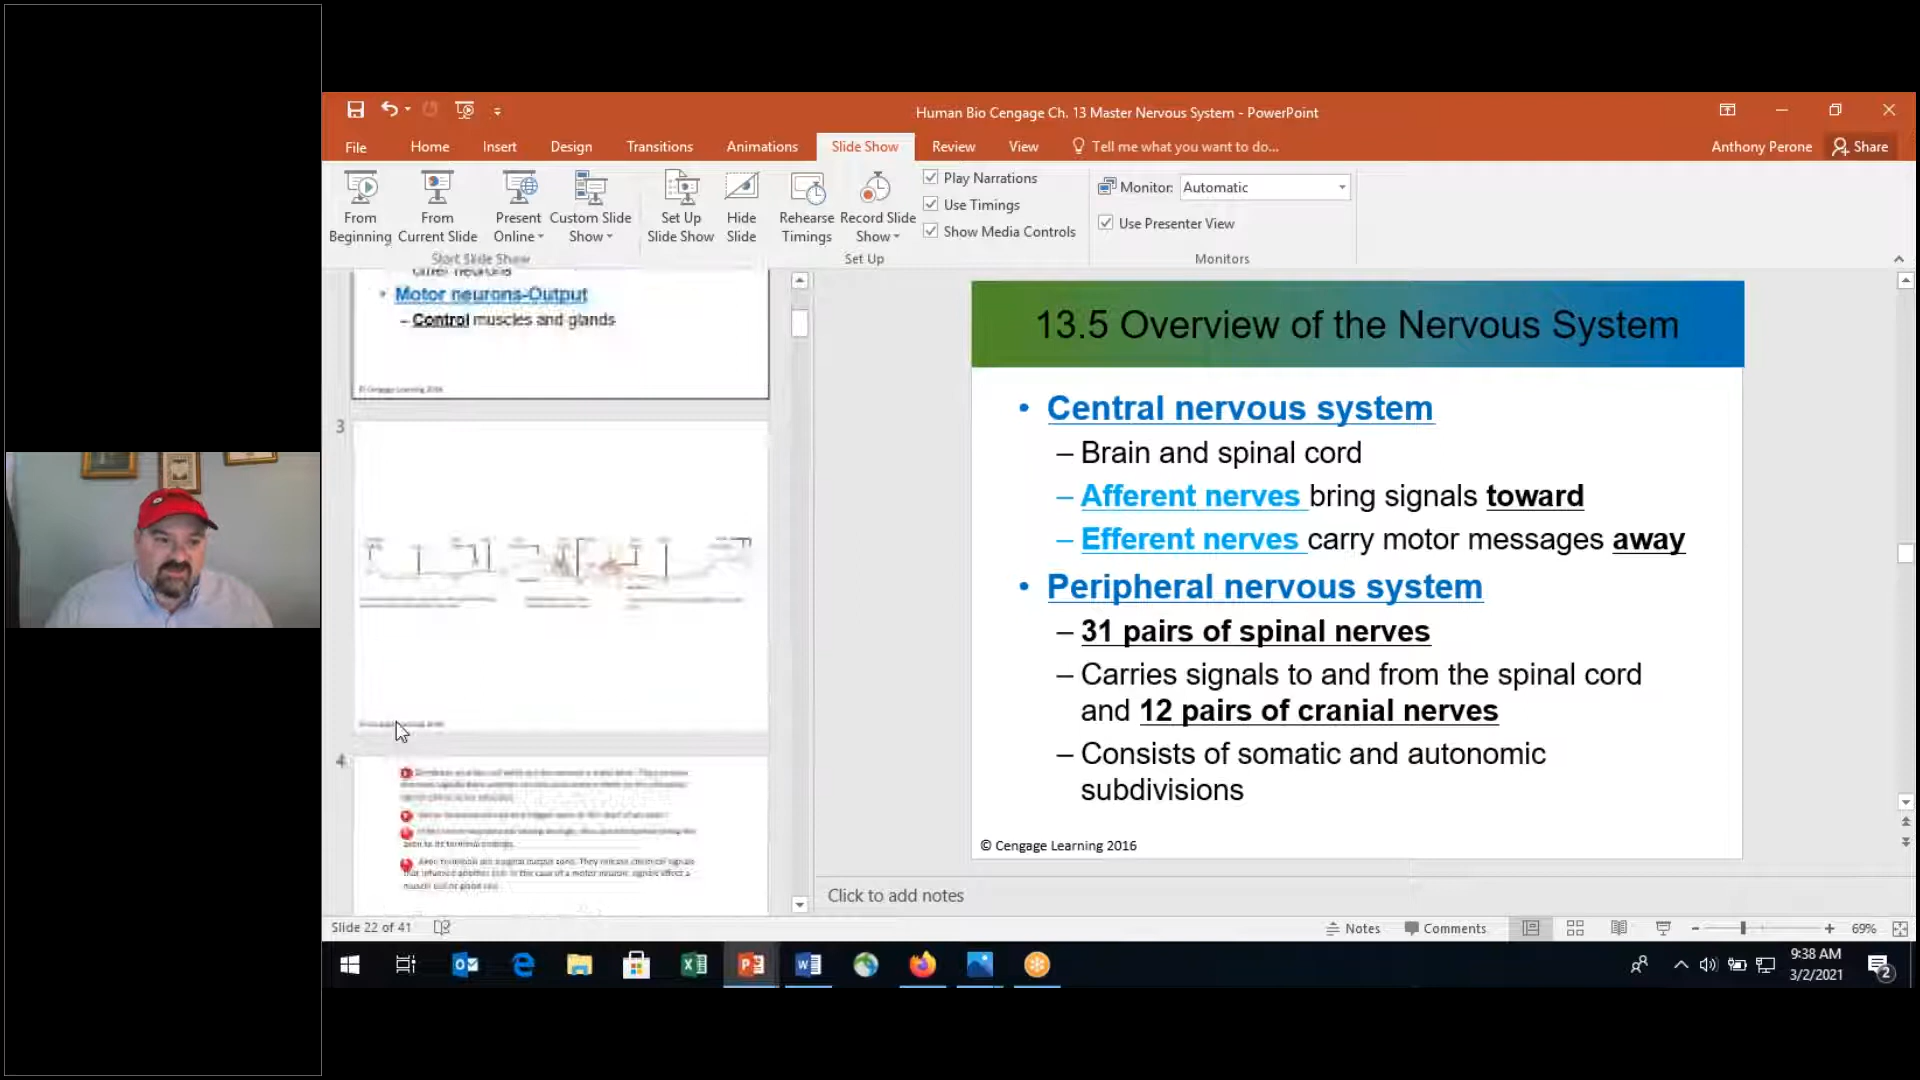 Human Bio Cengage Ch. 13 Master Nervous System - PowerPoint
File Home Insert Design Transitions Animations Slide Show Review View Tell me what you want to do... Anthony Perone Share
From Beginning
From Current Slide
Present Online
Custom Slide Show
Set Up Slide Show
Hide Slide
Rehearse Timings
Record Slide Show
Play Narrations
Use Timings
Show Media Controls
Monitor: Automatic
Use Presenter View
Start Slide Show
Set Up
Monitors
other neurons
• Motor neurons-Output
– Control muscles and glands
© Cengage Learning 2016
3
4
13.5 Overview of the Nervous System
• Central nervous system
– Brain and spinal cord
– Afferent nerves bring signals toward
– Efferent nerves carry motor messages away
• Peripheral nervous system
– 31 pairs of spinal nerves
– Carries signals to and from the spinal cord
and 12 pairs of cranial nerves
– Consists of somatic and autonomic
subdivisions
© Cengage Learning 2016
Click to add notes
Slide 22 of 41
Notes Comments 69%
9:38 AM
3/2/2021
2